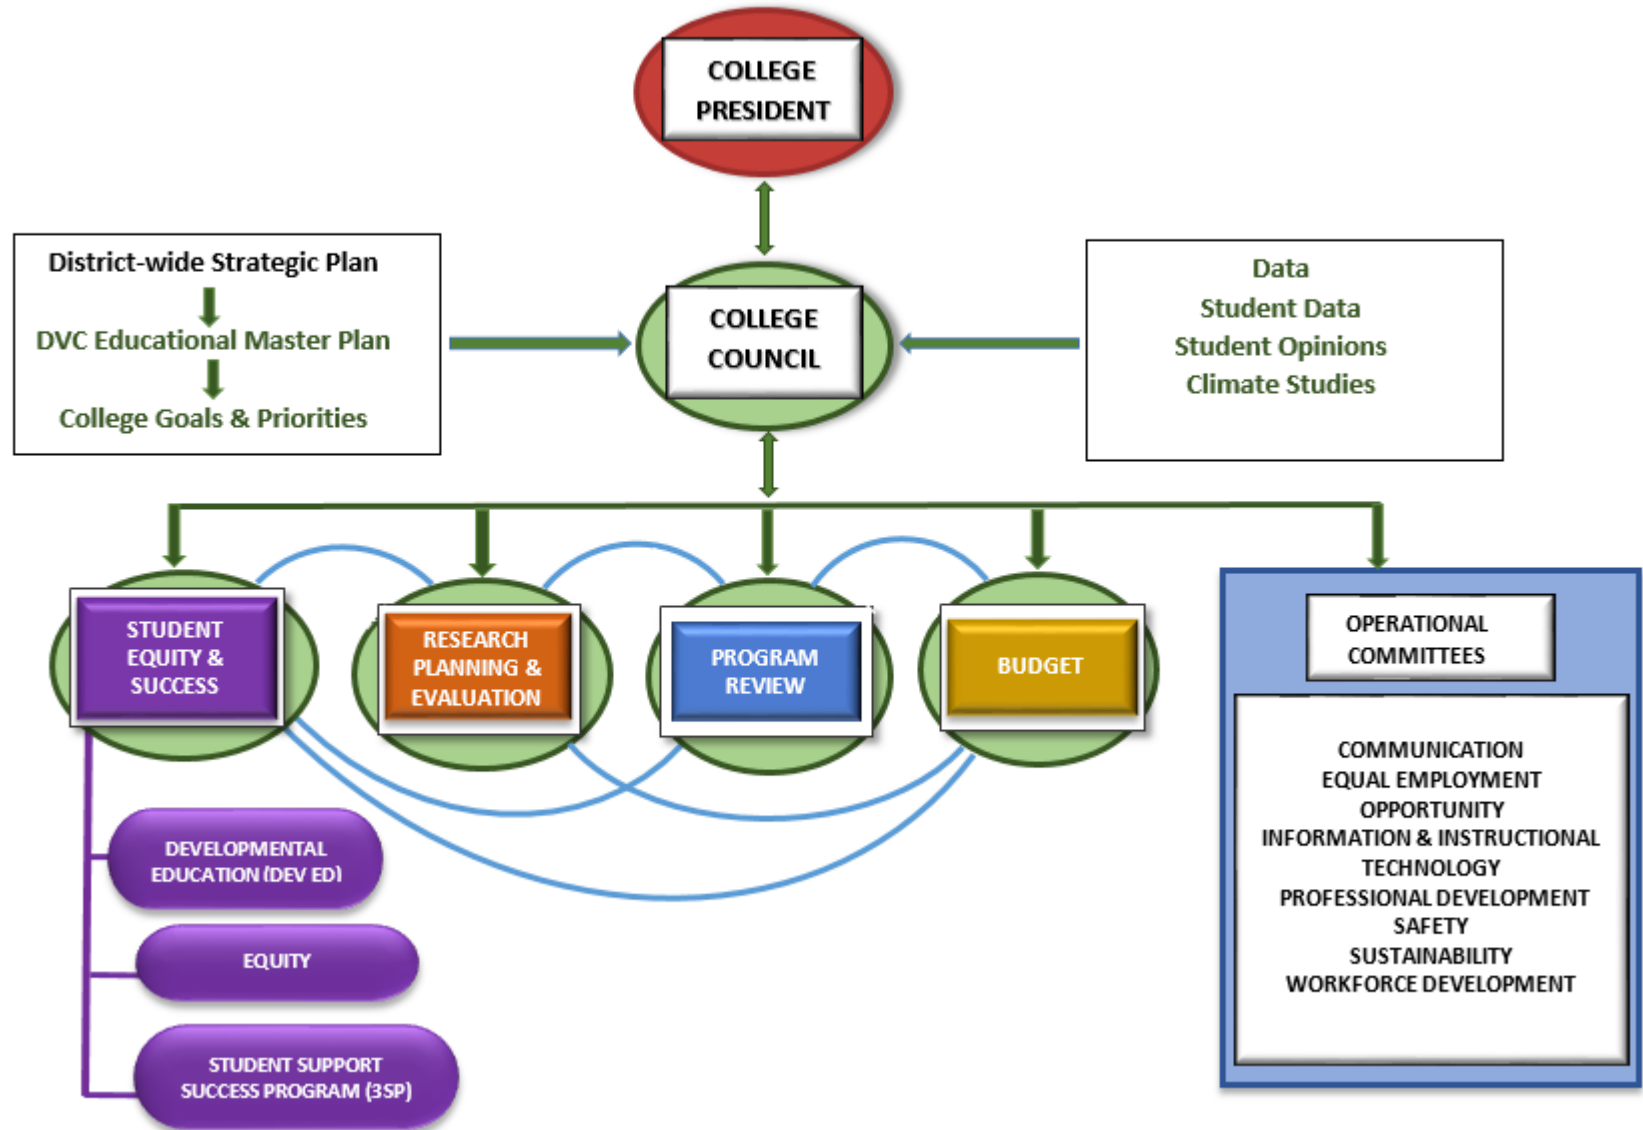 COLLEGE
PRESIDENT
District-wide Strategic Plan
DVC Educational Master Plan
College Goals & Priorities
COLLEGE
COUNCIL
Data
Student Data
Student Opinions
Climate Studies
STUDENT
EQUITY &
SUCCESS
RESEARCH
PLANNING &
EVALUATION
PROGRAM
REVIEW
BUDGET
OPERATIONAL
COMMITTEES
COMMUNICATION
EQUAL EMPLOYMENT
OPPORTUNITY
INFORMATION & INSTRUCTIONAL
TECHNOLOGY
PROFESSIONAL DEVELOPMENT
SAFETY
SUSTAINABILITY
WORKFORCE DEVELOPMENT
DEVELOPMENTAL
EDUCATION (DEV ED)
EQUITY
STUDENT SUPPORT
SUCCESS PROGRAM (3SP)